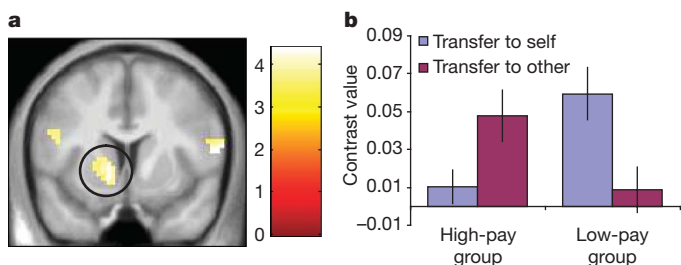 a
4
3
2
1
0
b
Contrast value
0.09
0.07
0.05
0.03
0.01
−0.01
Transfer to self
Transfer to other
High-pay group
Low-pay group